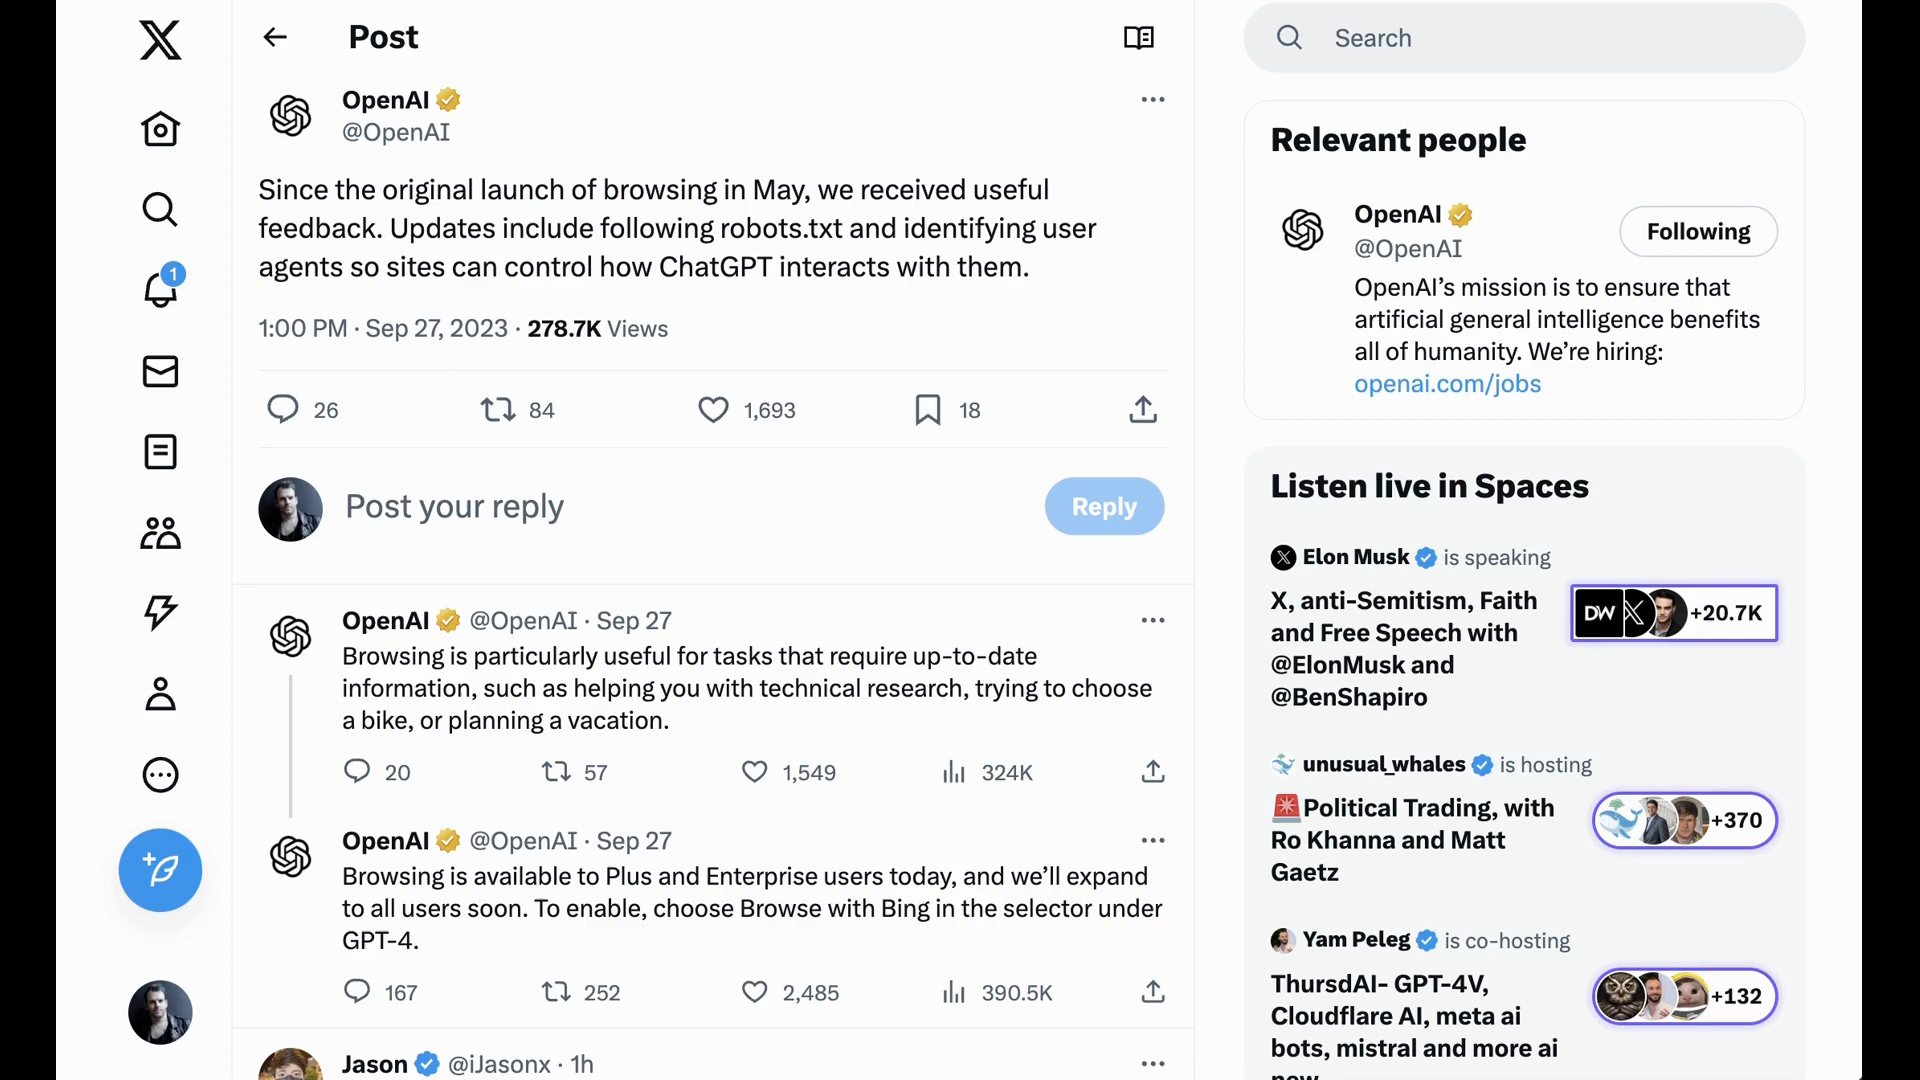 Post
OpenAI
@OpenAI
Since the original launch of browsing in May, we received useful
feedback. Updates include following robots.txt and identifying user
agents so sites can control how ChatGPT interacts with them.
1:00 PM · Sep 27, 2023 · 278.7K Views
26 84 1,693 18
Post your reply
Reply
OpenAI @OpenAI · Sep 27
Browsing is particularly useful for tasks that require up-to-date
information, such as helping you with technical research, trying to choose
a bike, or planning a vacation.
20 57 1,549 324K
OpenAI @OpenAI · Sep 27
Browsing is available to Plus and Enterprise users today, and we’ll expand
to all users soon. To enable, choose Browse with Bing in the selector under
GPT-4.
167 252 2,485 390.5K
Jason @iJasonx · 1h
1
Search
Relevant people
OpenAI
@OpenAI
Following
OpenAI’s mission is to ensure that
artificial general intelligence benefits
all of humanity. We’re hiring:
openai.com/jobs
Listen live in Spaces
Elon Musk is speaking
X, anti-Semitism, Faith
and Free Speech with
@ElonMusk and
@BenShapiro
DW +20.7K
unusual_whales is hosting
Political Trading, with
Ro Khanna and Matt
Gaetz
+370
Yam Peleg is co-hosting
ThursdAI- GPT-4V,
Cloudflare AI, meta ai
bots, mistral and more ai
+132